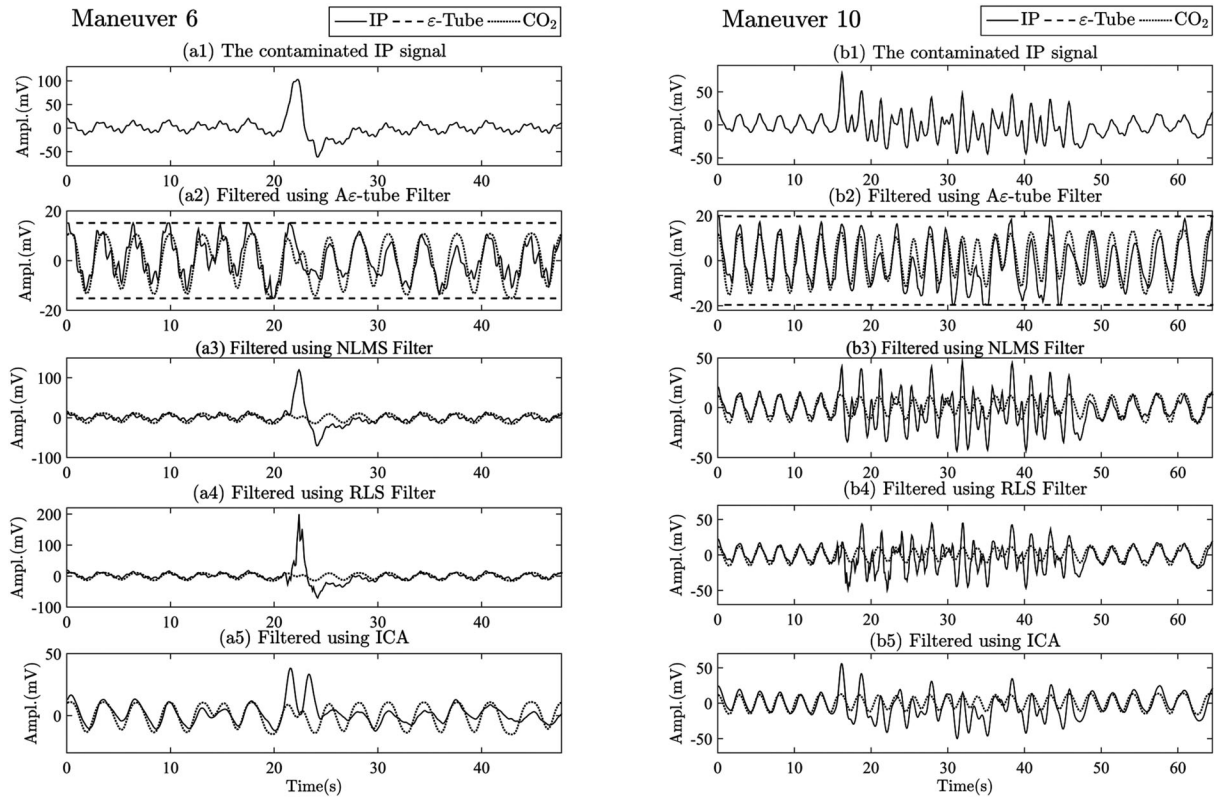 Maneuver 6
IP ε-Tube CO₂
(a1) The contaminated IP signal
Ampl.(mV)
100
50
0
-50
0 10 20 30 40
(a2) Filtered using Aε-tube Filter
Ampl.(mV)
20
0
-20
0 10 20 30 40
(a3) Filtered using NLMS Filter
Ampl.(mV)
100
0
-100
0 10 20 30 40
(a4) Filtered using RLS Filter
Ampl.(mV)
200
100
0
-100
0 10 20 30 40
(a5) Filtered using ICA
Ampl.(mV)
50
0
0 10 20 30 40
Time(s)
Maneuver 10
IP ε-Tube CO₂
(b1) The contaminated IP signal
Ampl.(mV)
50
0
-50
0 10 20 30 40 50 60
(b2) Filtered using Aε-tube Filter
Ampl.(mV)
20
0
-20
0 10 20 30 40 50 60
(b3) Filtered using NLMS Filter
Ampl.(mV)
50
0
-50
0 10 20 30 40 50 60
(b4) Filtered using RLS Filter
Ampl.(mV)
50
0
-50
0 10 20 30 40 50 60
(b5) Filtered using ICA
Ampl.(mV)
50
0
-50
0 10 20 30 40 50 60
Time(s)